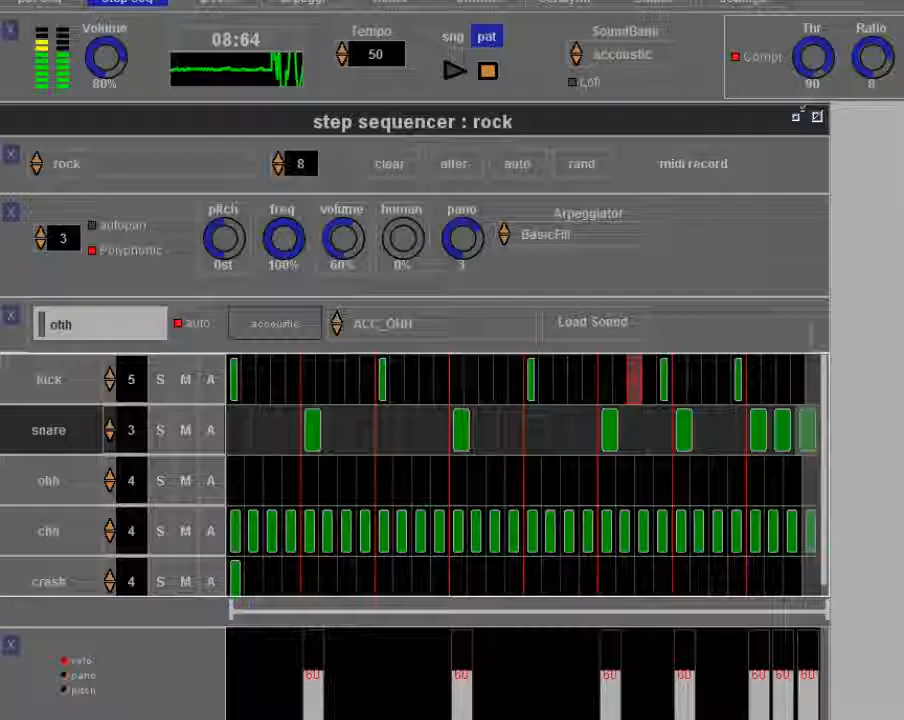 Volume
80%
08:64
Tempo
50
sng pat
SoundBank
accoustic
Lofi
Compr
Thr
90
Ratio
8
step sequencer : rock
rock
8
clear alter auto rand midi record
3
autopan
Polyphonic
pitch freq volume human pano
0st 100% 60% 0% 3
Arpeggiator
BasicFill
ohh
auto
accoustic
ACC_OHH
Load Sound
kick 5 S M A
snare 3 S M A
ohh 4 S M A
chh 4 S M A
crash 4 S M A
velo
pano
pitch
60 60 60 60 60 60 60